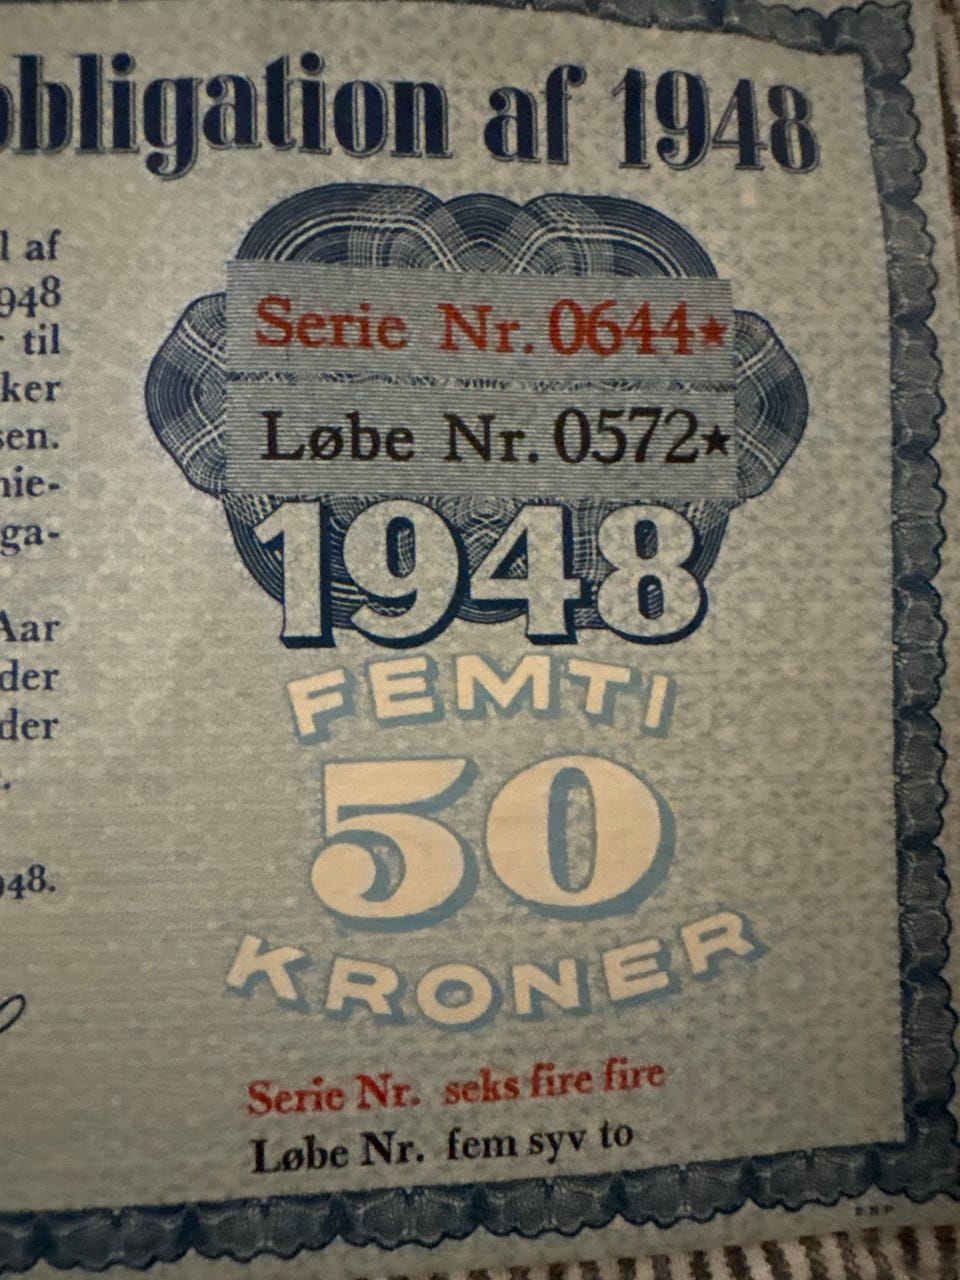 obligation af 1948
l af
948
til
ker
sen.
nie-
ga-
Aar
der
der
948.
Serie Nr. 0644★
Løbe Nr. 0572★
1948
FEMTI
50
KRONER
Serie Nr. seks fire fire
Løbe Nr. fem syv to